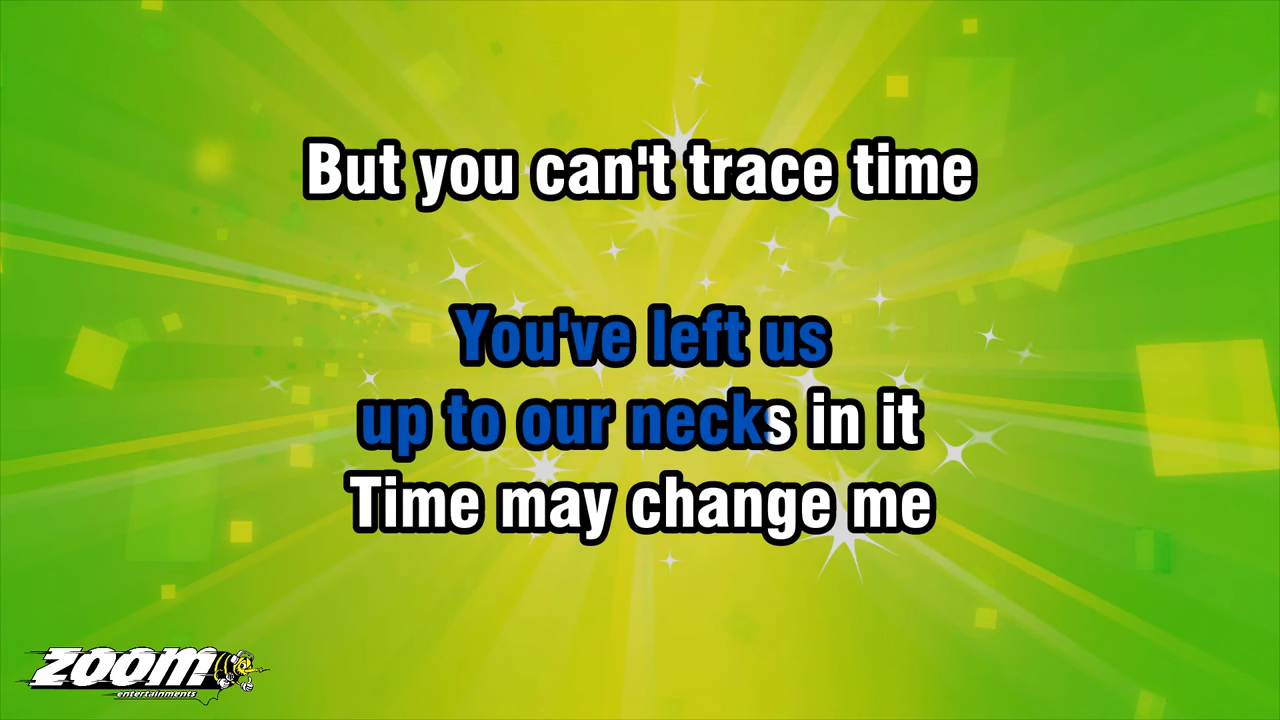 But you can't trace time
You've left us
up to our necks in it
Time may change me
ZOOM
entertainments